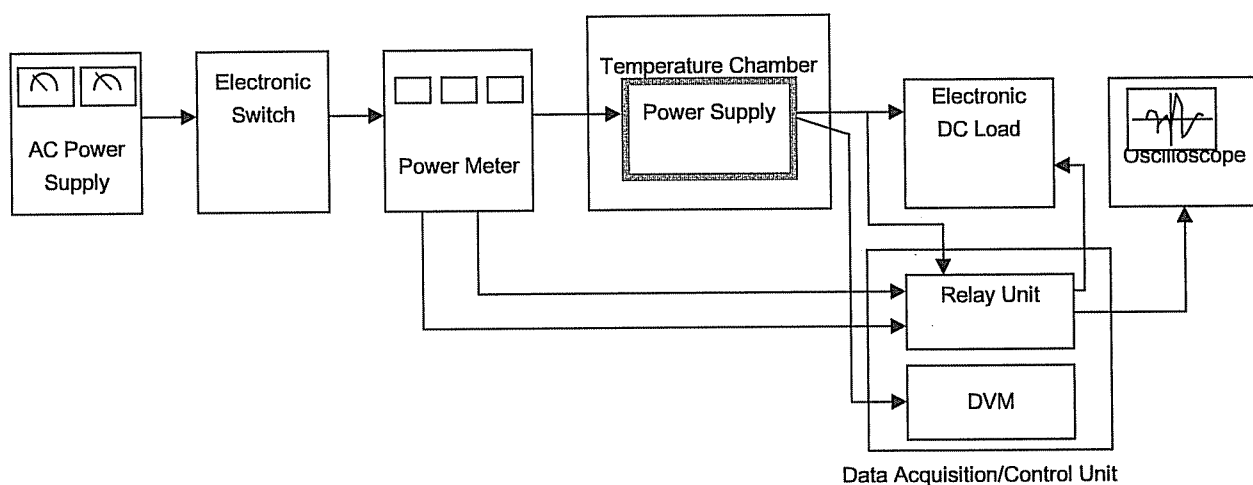 AC Power
Supply
Electronic
Switch
Power Meter
Temperature Chamber
Power Supply
Electronic
DC Load
Oscilloscope
Relay Unit
DVM
Data Acquisition/Control Unit